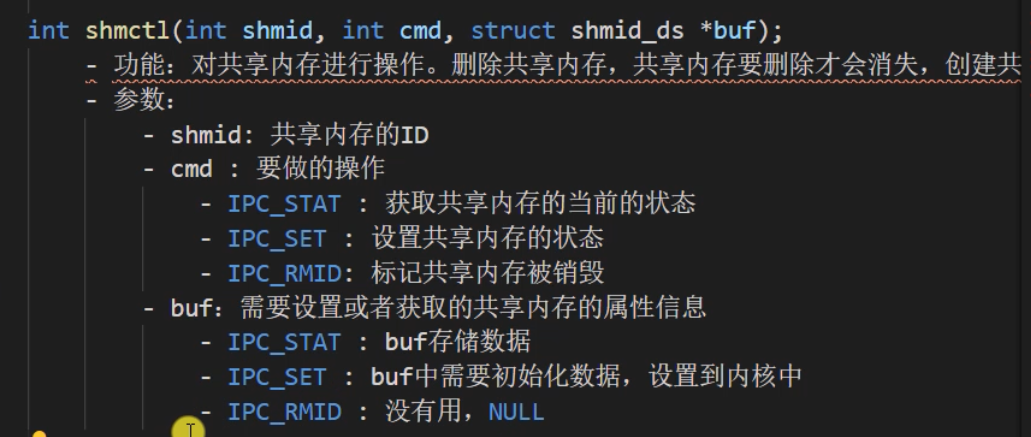 int shmctl(int shmid, int cmd, struct shmid_ds *buf);
- 功能：对共享内存进行操作。删除共享内存，共享内存要删除才会消失，创建共
- 参数：
- shmid: 共享内存的ID
- cmd : 要做的操作
- IPC_STAT : 获取共享内存的当前的状态
- IPC_SET : 设置共享内存的状态
- IPC_RMID: 标记共享内存被销毁
- buf：需要设置或者获取的共享内存的属性信息
- IPC_STAT : buf存储数据
- IPC_SET : buf中需要初始化数据，设置到内核中
- IPC_RMID : 没有用，NULL